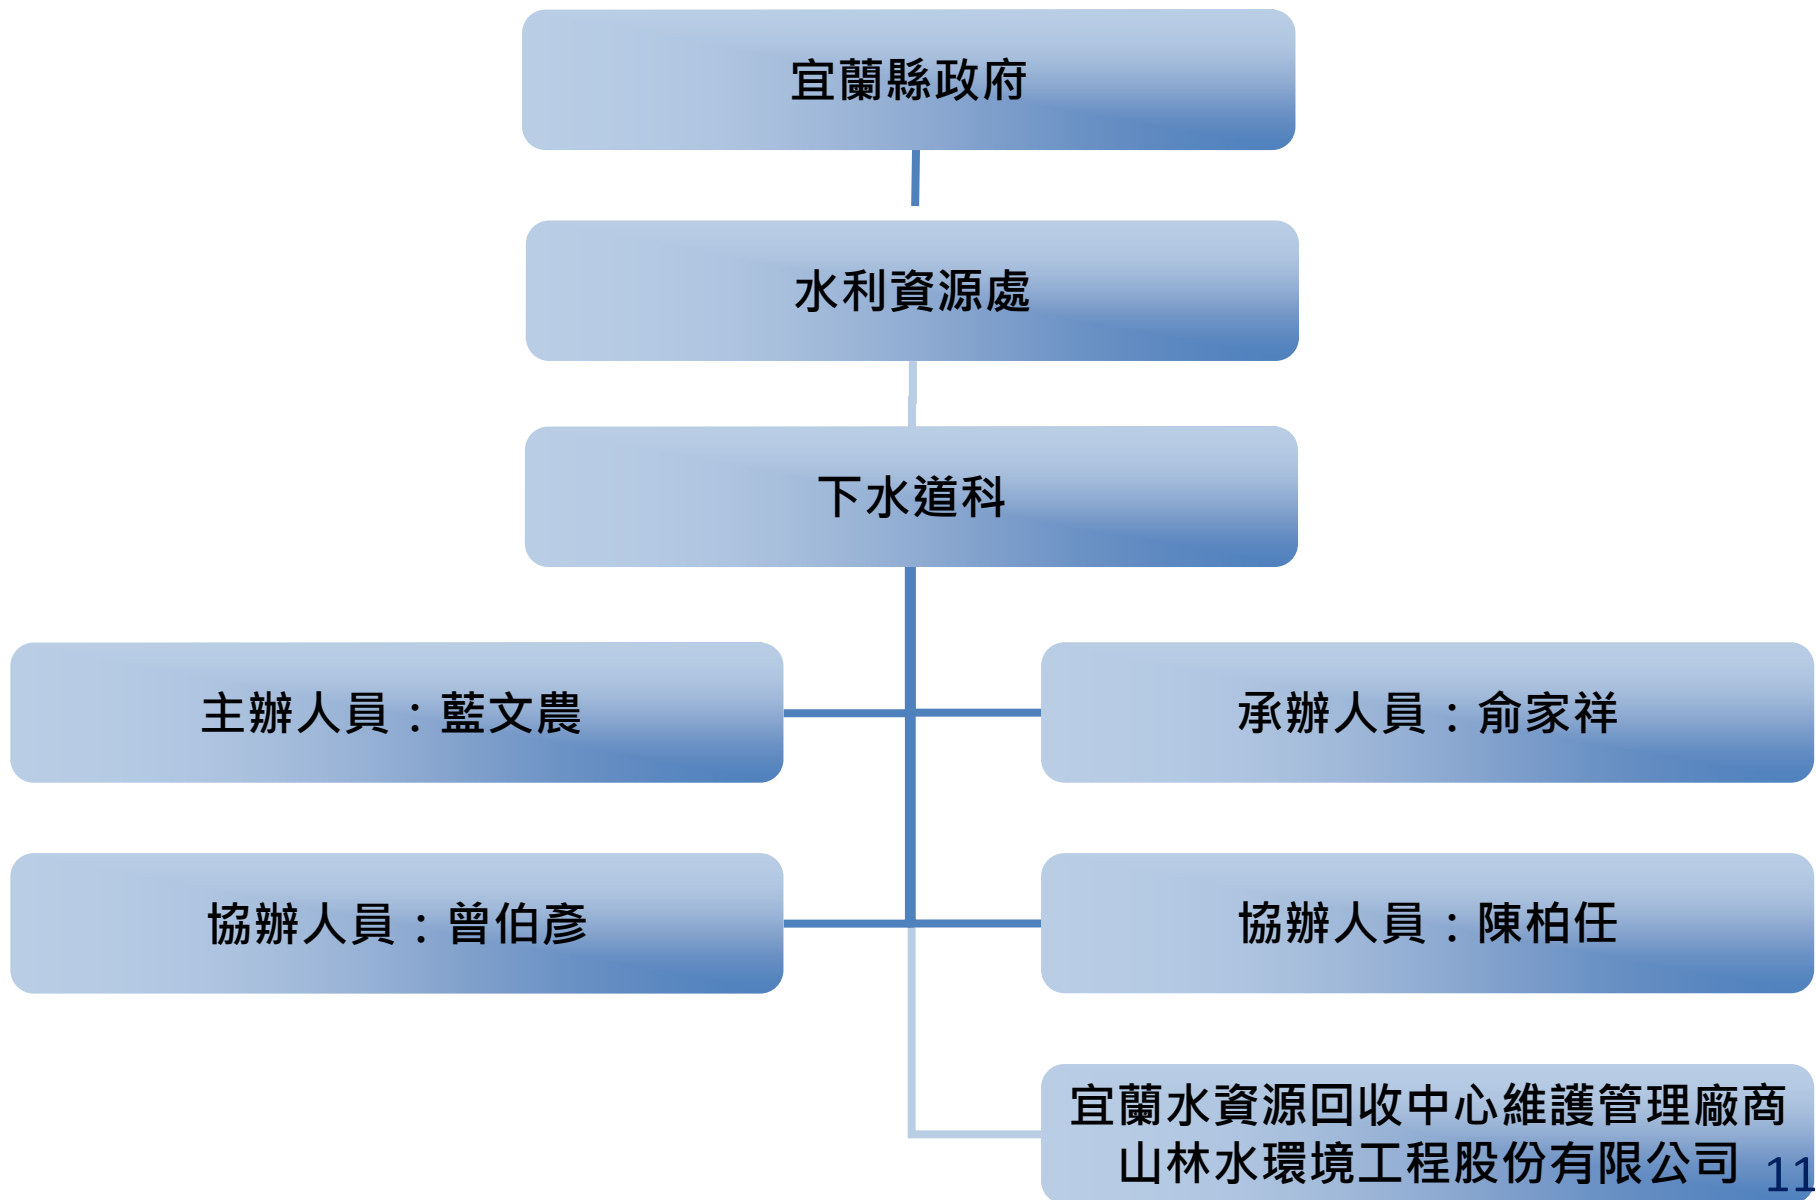 宜蘭縣政府
水利資源處
下水道科
主辦人員：藍文農
承辦人員：俞家祥
協辦人員：曾伯彥
協辦人員：陳柏任
宜蘭水資源回收中心維護管理廠商
山林水環境工程股份有限公司
11